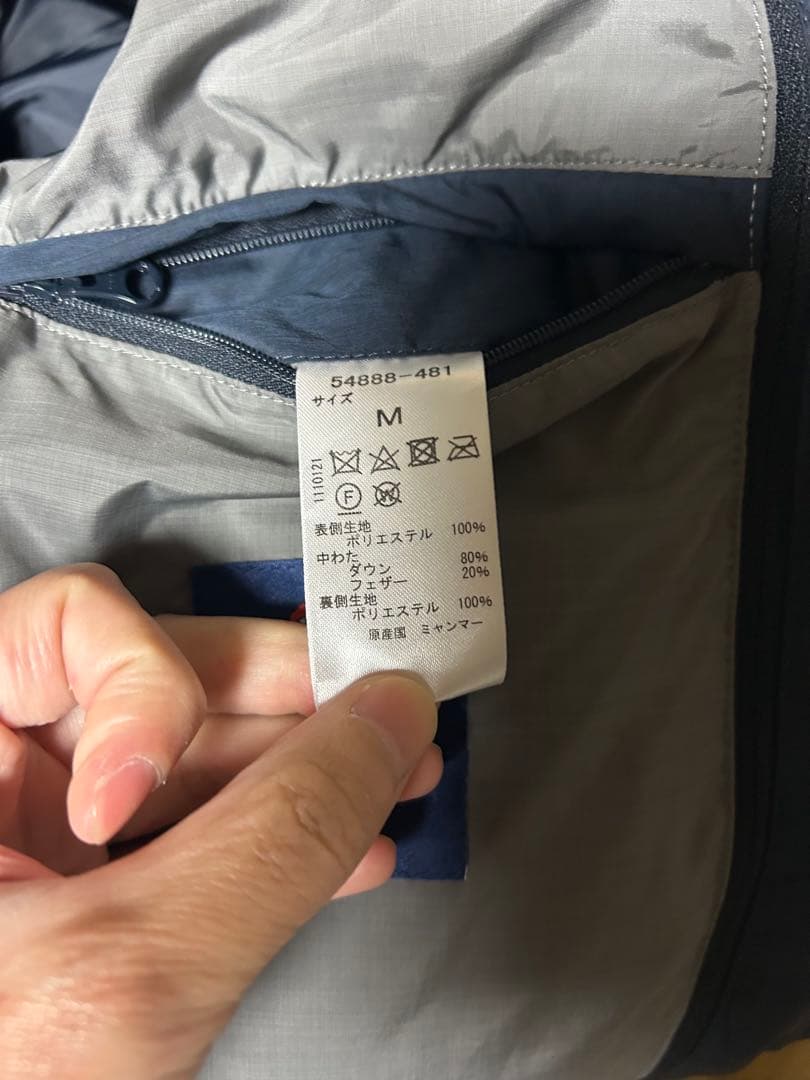 54888-481
サイズ
M
1110121
F
W
表側生地
ポリエステル 100%
中わた
ダウン 80%
フェザー 20%
裏側生地
ポリエステル 100%
原産国 ミャンマー